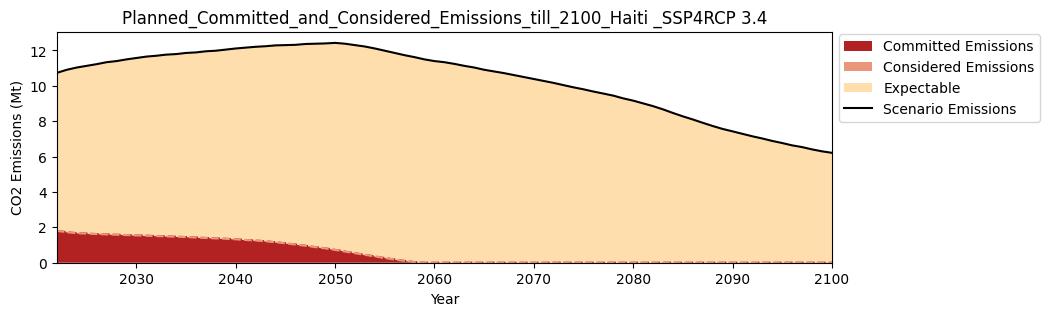 Planned_Committed_and_Considered_Emissions_till_2100_Haiti _SSP4RCP 3.4
Committed Emissions
Considered Emissions
Expectable
Scenario Emissions
CO2 Emissions (Mt)
12
10
8
6
4
2
0
2030 2040 2050 2060 2070 2080 2090 2100
Year